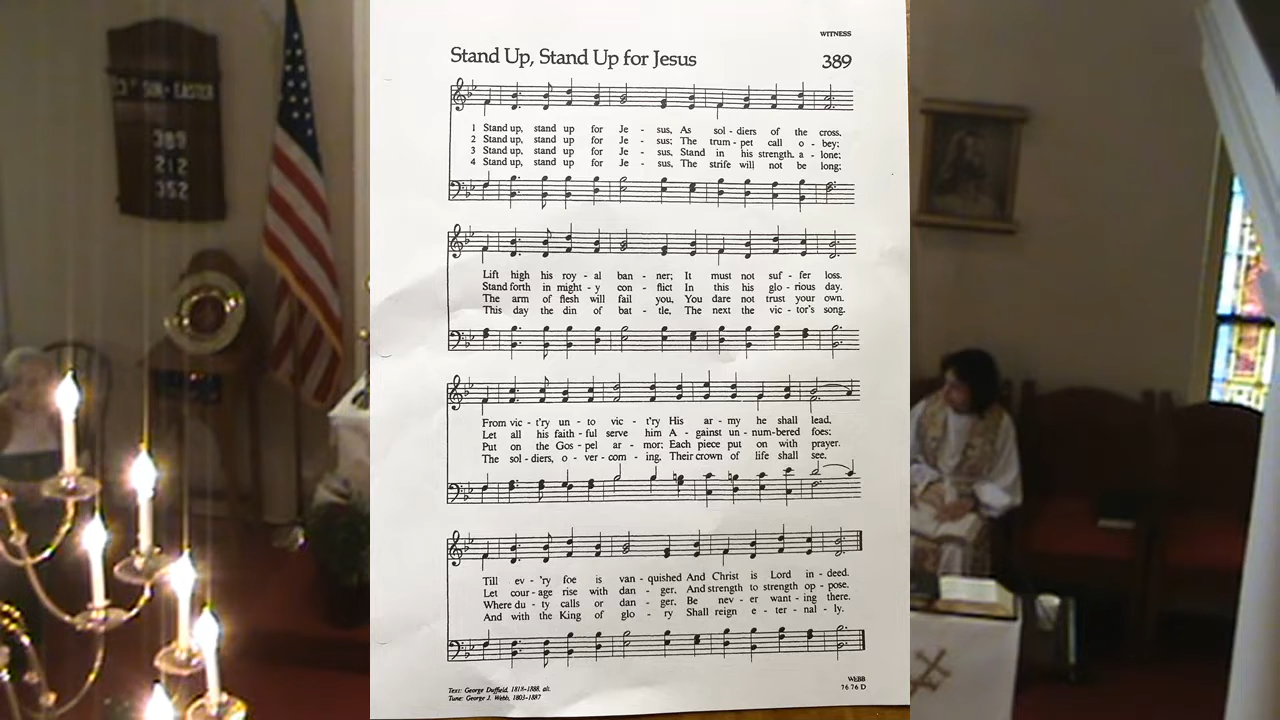 3rd SUN-EASTER
389
212
352
WITNESS
Stand Up, Stand Up for Jesus 389
1 Stand up, stand up for Je - sus, As sol - diers of the cross.
2 Stand up, stand up for Je - sus; The trum - pet call o - bey;
3 Stand up, stand up for Je - sus, Stand in his strength. a - lone;
4 Stand up, stand up for Je - sus, The strife will not be long;
Lift high his roy - al ban - ner; It must not suf - fer loss.
Stand forth in might - y con - flict In this his glo - rious day.
The arm of flesh will fail you, You dare not trust your own.
This day the din of bat - tle, The next the vic - tor's song.
From vic - t'ry un - to vic - t'ry His ar - my he shall lead,
Let all his faith - ful serve him A - gainst un - num-bered foes;
Put on the Gos - pel ar - mor; Each piece put on with prayer.
The sol - diers, o - ver - com - ing, Their crown of life shall see,
Till ev - 'ry foe is van - quished And Christ is Lord in - deed.
Let cour - age rise with dan - ger, And strength to strength op - pose.
Where du - ty calls or dan - ger, Be nev - er want - ing there.
And with the King of glo - ry Shall reign e - ter - nal - ly.
Text: George Duffield, 1818-1888, alt.
Tune: George J. Webb, 1803-1887
WEBB
76 76 D